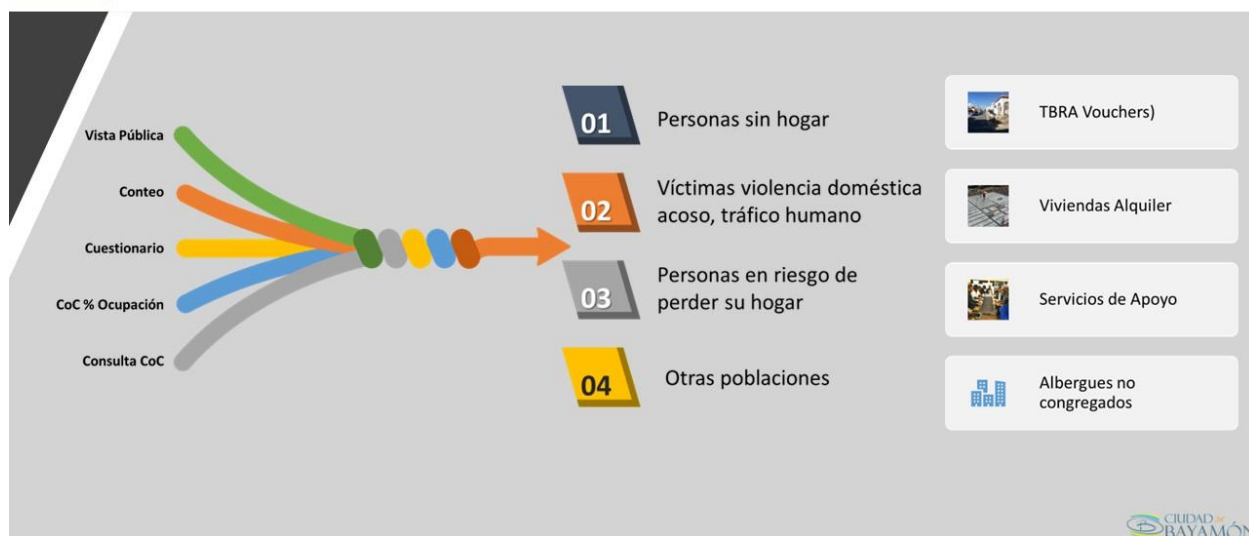 Vista Pública
Conteo
Cuestionario
CoC % Ocupación
Consulta CoC
01
Personas sin hogar
02
Víctimas violencia doméstica
acoso, tráfico humano
03
Personas en riesgo de
perder su hogar
04
Otras poblaciones
TBRA Vouchers)
Viviendas Alquiler
Servicios de Apoyo
Albergues no
congregados
CIUDAD de
BAYAMÓN